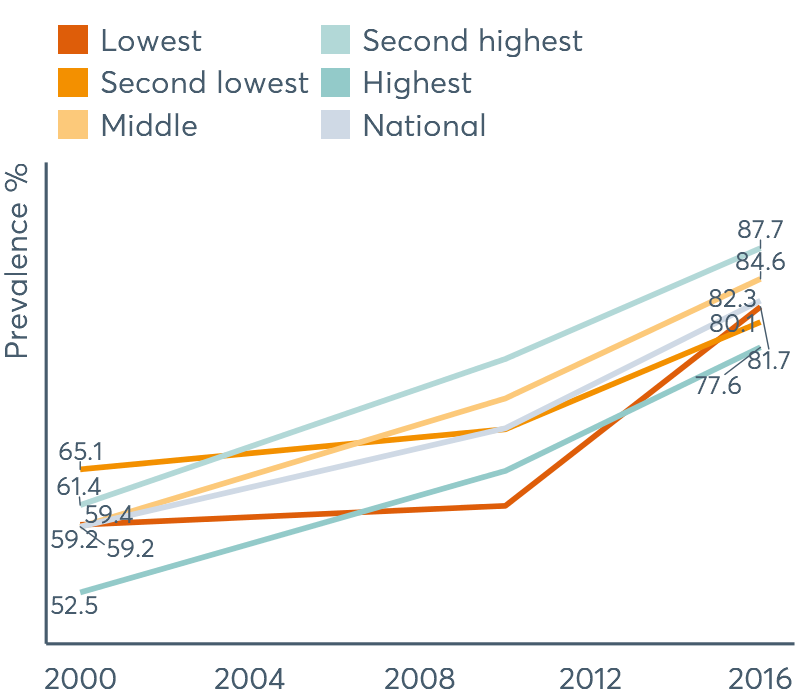 Lowest
Second lowest
Middle
Second highest
Highest
National
Prevalence %
87.7
84.6
82.3
80.1
81.7
77.6
65.1
61.4
59.4
59.2
59.2
52.5
2000 2004 2008 2012 2016